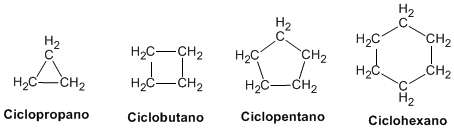 H₂
C
H₂C CH₂
Ciclopropano
H₂C CH₂
H₂C CH₂
Ciclobutano
H₂
C
H₂C CH₂
H₂C CH₂
Ciclopentano
H₂
C
H₂C CH₂
H₂C CH₂
C
H₂
Ciclohexano